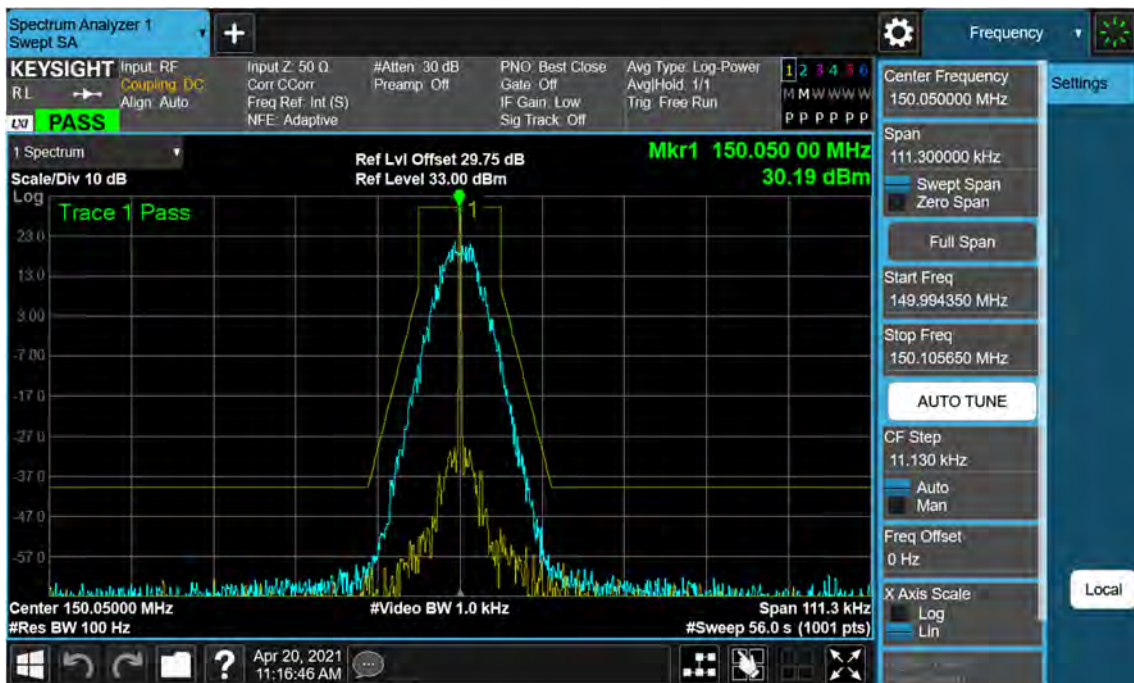 Spectrum Analyzer 1
Swept SA
+
Frequency
KEYSIGHT
RL
LXI PASS
Input: RF
Coupling: DC
Align: Auto
Input Z: 50 Ω
Corr CCorr
Freq Ref: Int (S)
NFE: Adaptive
#Atten: 30 dB
Preamp: Off
PNO: Best Close
Gate: Off
IF Gain: Low
Sig Track: Off
Avg Type: Log-Power
Avg|Hold: 1/1
Trig: Free Run
1 2 3 4 5 6
M M W W W W
P P P P P P
1 Spectrum
Scale/Div 10 dB
Ref Lvl Offset 29.75 dB
Ref Level 33.00 dBm
Mkr1 150.050 00 MHz
30.19 dBm
Log
Trace 1 Pass
1
23.0
13.0
3.00
-7.00
-17.0
-27.0
-37.0
-47.0
-57.0
Center 150.05000 MHz
#Res BW 100 Hz
#Video BW 1.0 kHz
Span 111.3 kHz
#Sweep 56.0 s (1001 pts)
Center Frequency
150.050000 MHz
Span
111.300000 kHz
Swept Span
Zero Span
Full Span
Start Freq
149.994350 MHz
Stop Freq
150.105650 MHz
AUTO TUNE
CF Step
11.130 kHz
Auto
Man
Freq Offset
0 Hz
X Axis Scale
Log
Lin
Settings
Local
?
Apr 20, 2021
11:16:46 AM